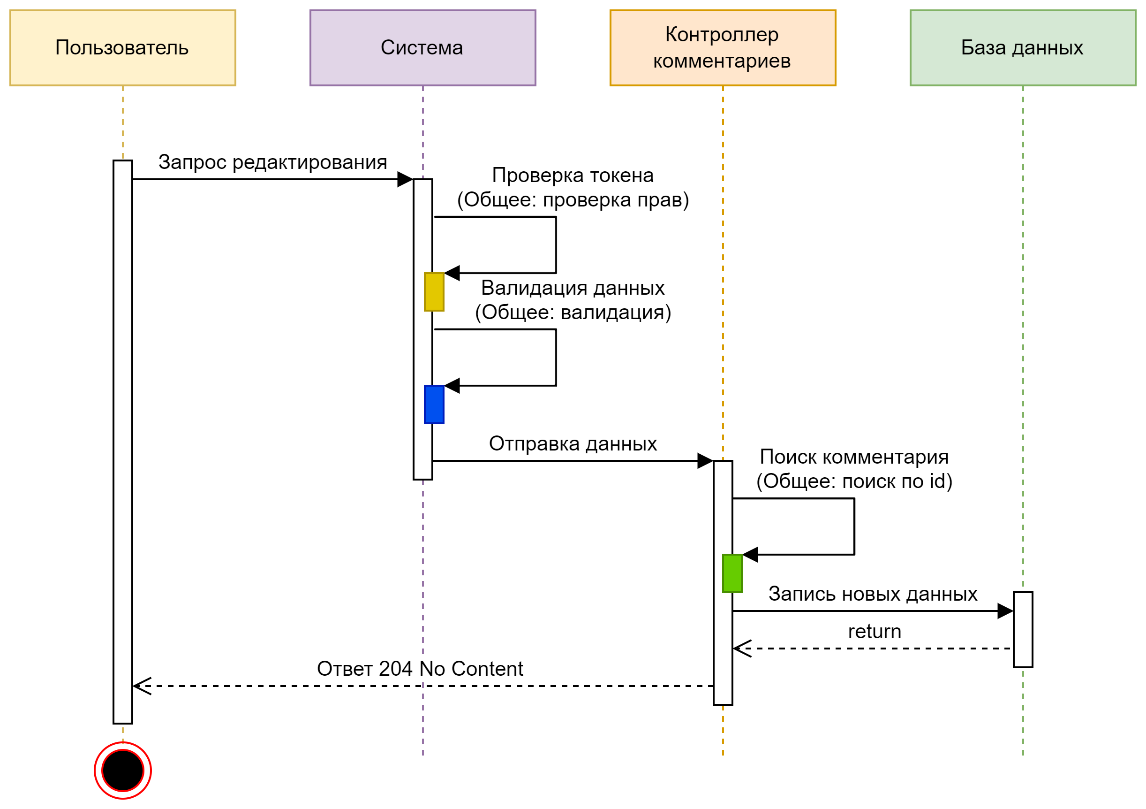 Пользователь
Система
Контроллер
комментариев
База данных
Запрос редактирования
Проверка токена
(Общее: проверка прав)
Валидация данных
(Общее: валидация)
Отправка данных
Поиск комментария
(Общее: поиск по id)
Запись новых данных
return
Ответ 204 No Content